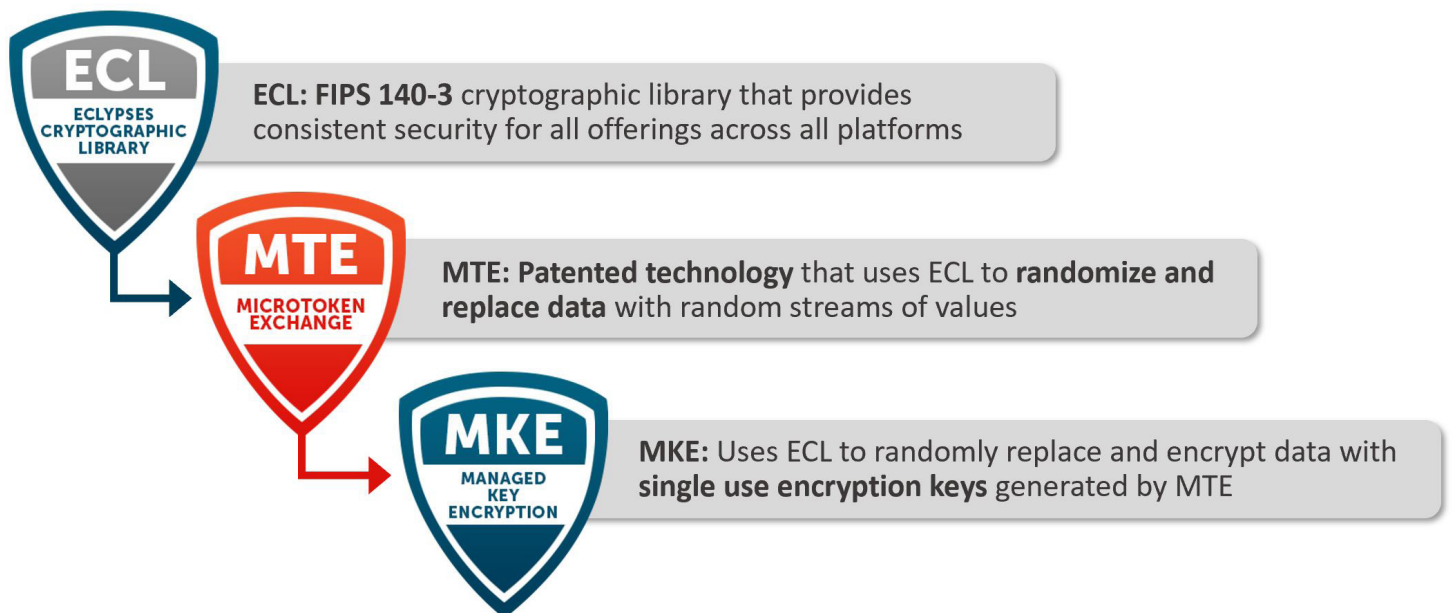 ECL
ECLYPSES
CRYPTOGRAPHIC
LIBRARY
ECL: FIPS 140-3 cryptographic library that provides
consistent security for all offerings across all platforms
MTE
MICROTOKEN
EXCHANGE
MTE: Patented technology that uses ECL to randomize and
replace data with random streams of values
MKE
MANAGED
KEY
ENCRYPTION
MKE: Uses ECL to randomly replace and encrypt data with
single use encryption keys generated by MTE